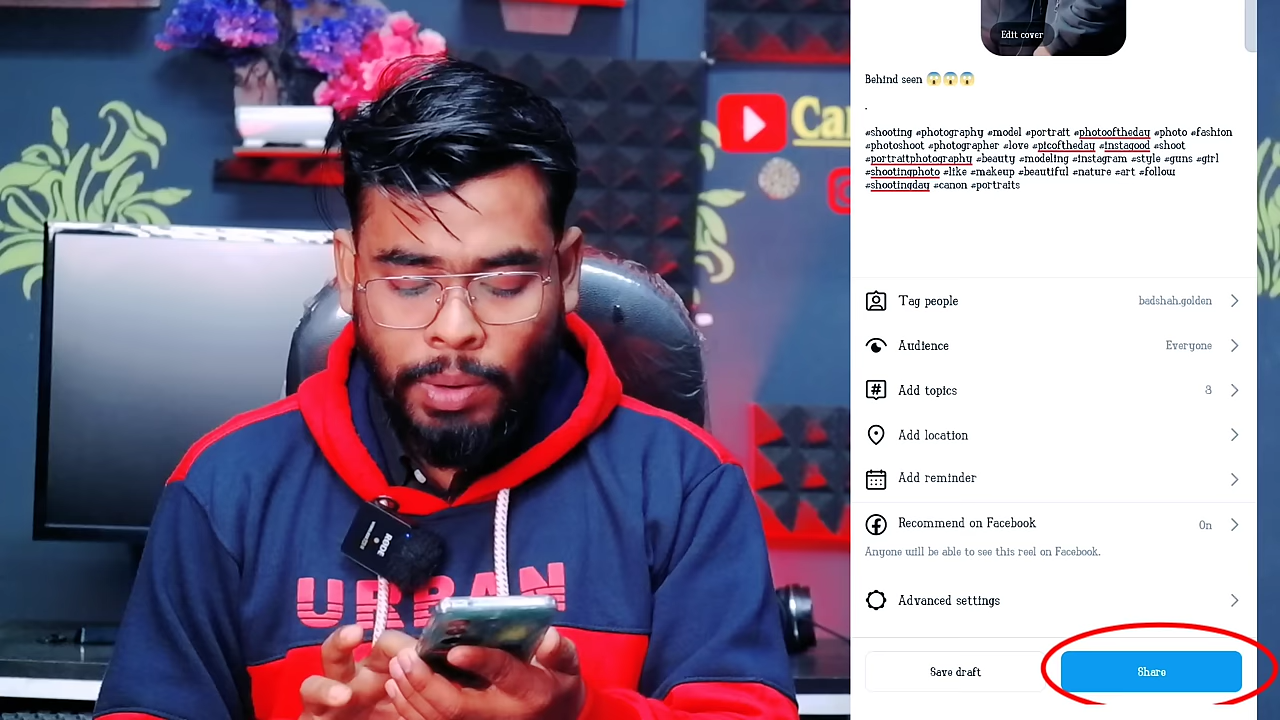 Ca
RODE
URBAN
Edit cover
Behind seen 😱😱😱
.
#shooting #photography #model #portrait #photooftheday #photo #fashion
#photoshoot #photographer #love #picoftheday #instagood #shoot
#portraitphotography #beauty #modeling #instagram #style #guns #girl
#shootingphoto #like #makeup #beautiful #nature #art #follow
#shootingday #canon #portraits
Tag people badshah.golden
Audience Everyone
Add topics 3
Add location
Add reminder
Recommend on Facebook On
Anyone will be able to see this reel on Facebook.
Advanced settings
Save draft Share